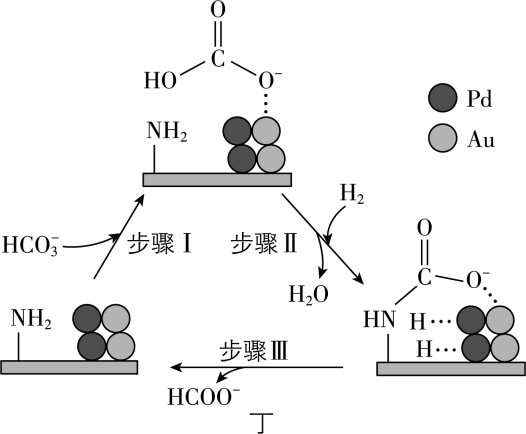 O
C
HO
O⁻
NH₂
Pd
Au
HCO₃⁻
步骤Ⅰ
步骤Ⅱ
H₂
H₂O
O
C
O⁻
HN
H
H
NH₂
步骤Ⅲ
HCOO⁻
丁